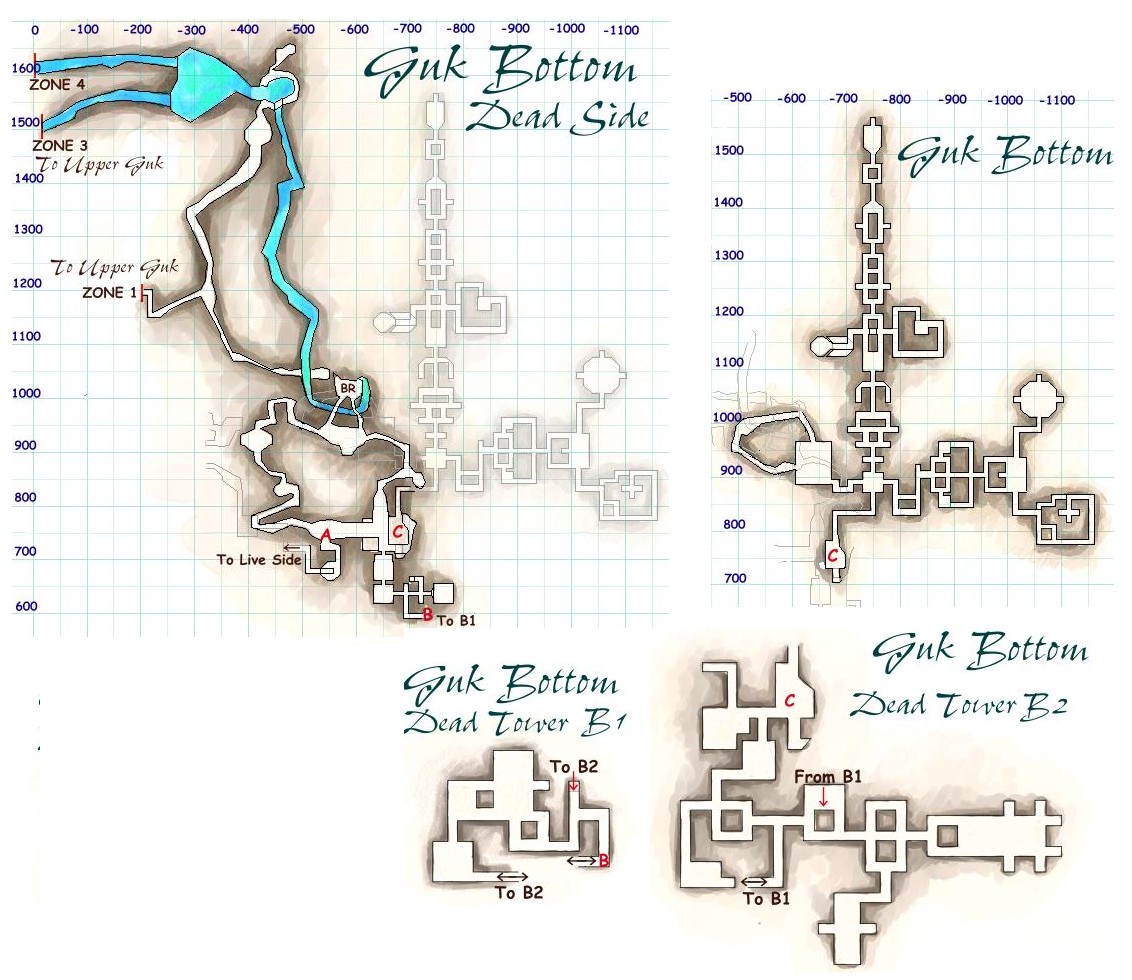 0 -100 -200 -300 -400 -500 -600 -700 -800 -900 -1000 -1100
Guk Bottom
Dead Side
1600
ZONE 4
1500
ZONE 3
To Upper Guk
1400
1300
To Upper Guk
1200
ZONE 1
1100
1000
BR
900
800
A
C
700
To Live Side
600
B To B1
-500 -600 -700 -800 -900 -1000 -1100
Guk Bottom
1500
1400
1300
1200
1100
1000
900
800
C
700
Guk Bottom
Dead Tower B1
To B2
B
To B2
Guk Bottom
Dead Tower B2
C
From B1
To B1